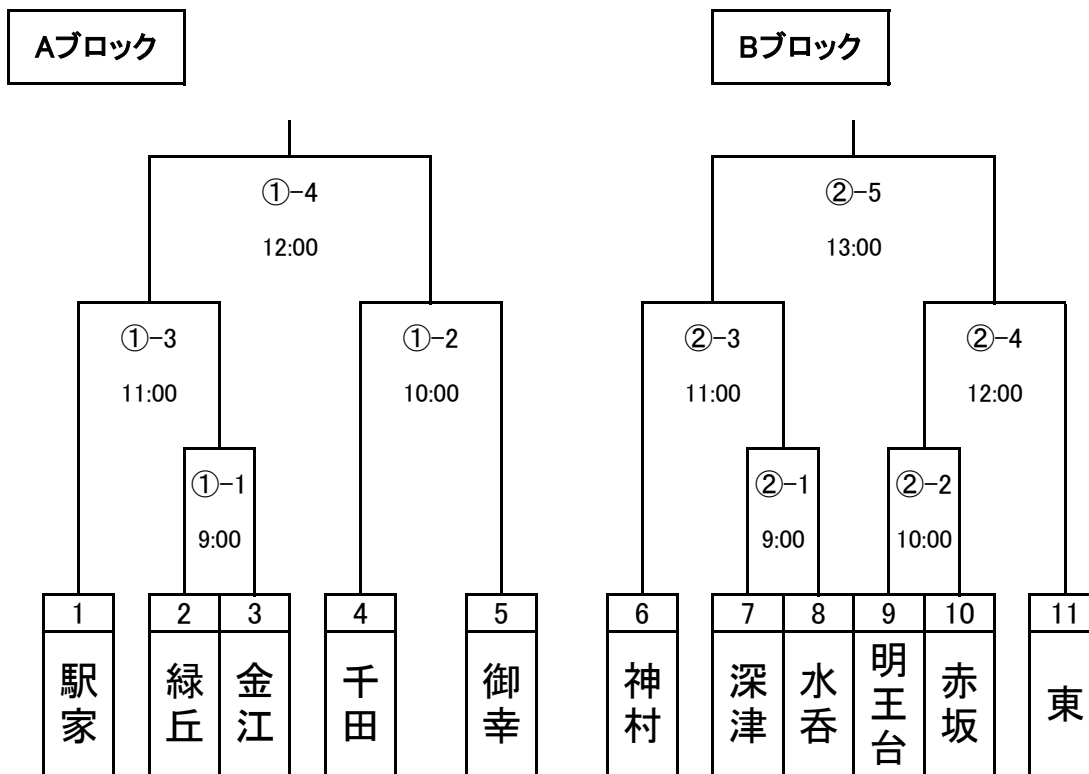 Aブロック
Bブロック
①-4
②-5
12:00
13:00
①-3
①-2
②-3
②-4
11:00
10:00
11:00
12:00
①-1
②-1
②-2
9:00
9:00
10:00
1
2
3
4
5
6
7
8
9
10
11
駅家
緑丘
金江
千田
御幸
神村
深津
水呑
明王台
赤坂
東